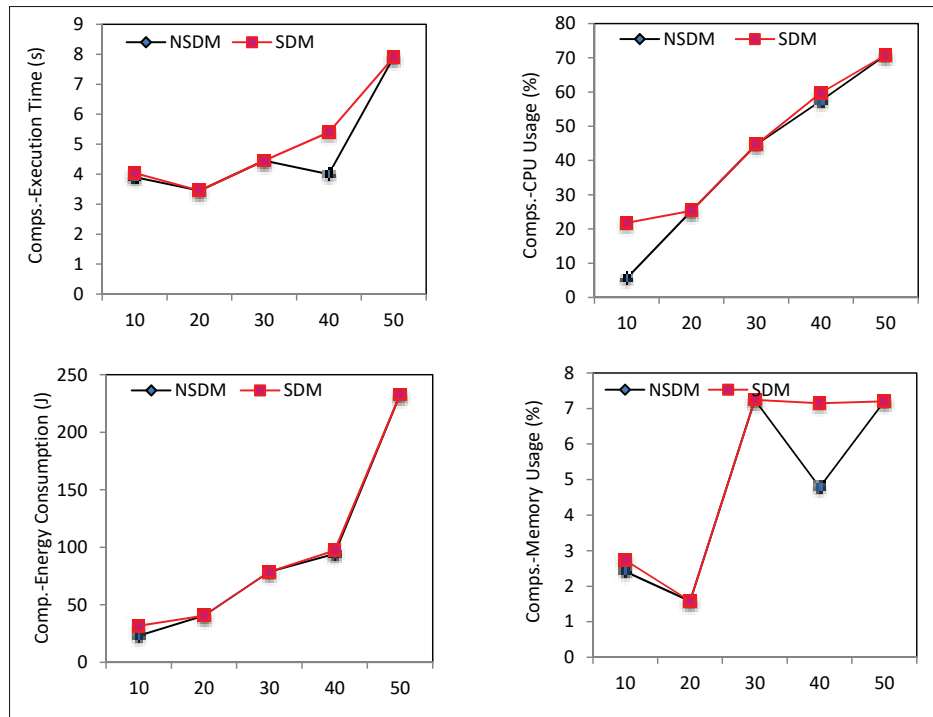 Comps.-Execution Time (s)
9
8
7
6
5
4
3
2
1
0
NSDM SDM
10 20 30 40 50
Comps.-CPU Usage (%)
80
70
60
50
40
30
20
10
0
NSDM SDM
10 20 30 40 50
Comp.-Energy Consumption (J)
250
200
150
100
50
0
NSDM SDM
10 20 30 40 50
Comps.-Memory Usage (%)
8
7
6
5
4
3
2
1
0
NSDM SDM
10 20 30 40 50